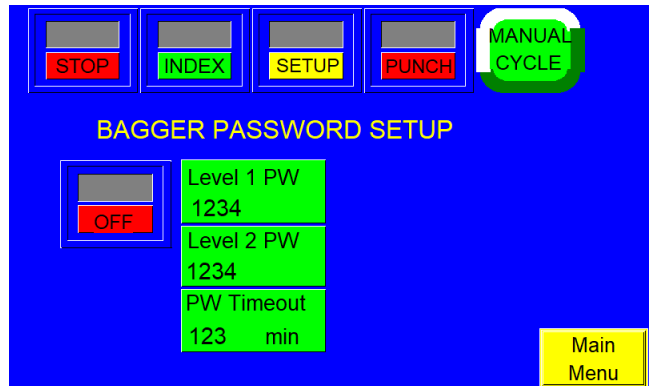 STOP INDEX SETUP PUNCH MANUAL
CYCLE
BAGGER PASSWORD SETUP
OFF
Level 1 PW
1234
Level 2 PW
1234
PW Timeout
123 min
Main
Menu